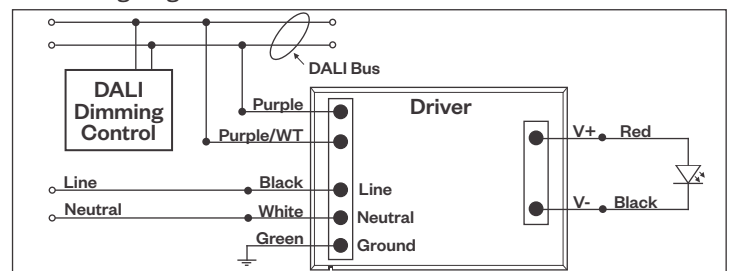 DALI Bus
DALI
Dimming
Control
Driver
Purple
Purple/WT
V+ Red
Line Black Line
Neutral White Neutral
V- Black
Green Ground